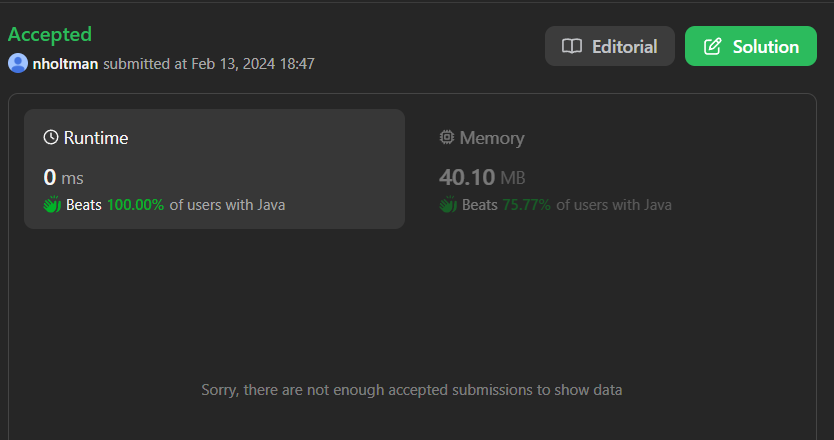 Accepted
nholtman submitted at Feb 13, 2024 18:47
Editorial
Solution
Runtime
0 ms
Beats 100.00% of users with Java
Memory
40.10 MB
Beats 75.77% of users with Java
Sorry, there are not enough accepted submissions to show data